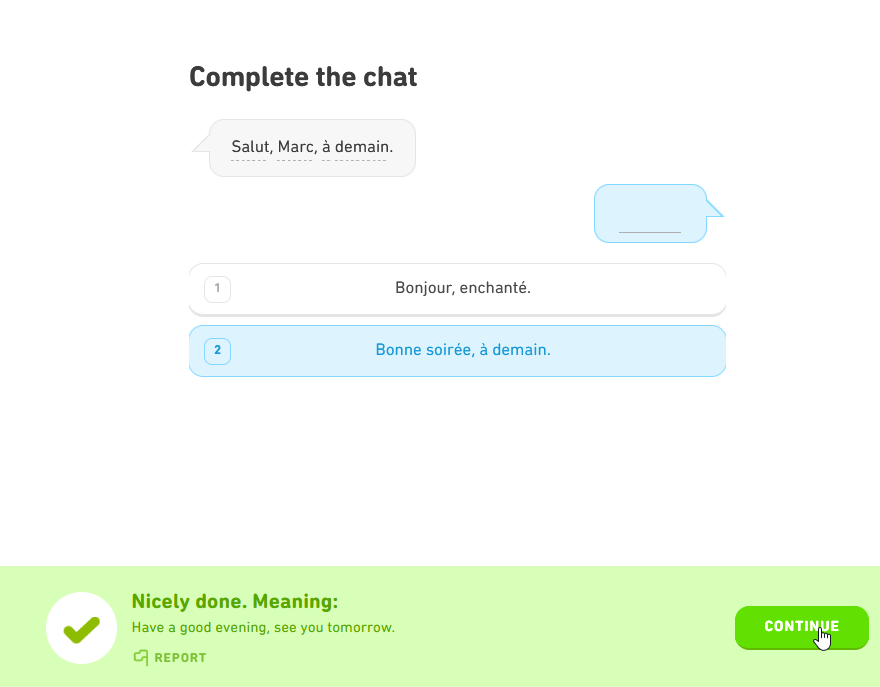 Complete the chat
Salut, Marc, à demain.
1 Bonjour, enchanté.
2 Bonne soirée, à demain.
Nicely done. Meaning:
Have a good evening, see you tomorrow.
REPORT
CONTINUE